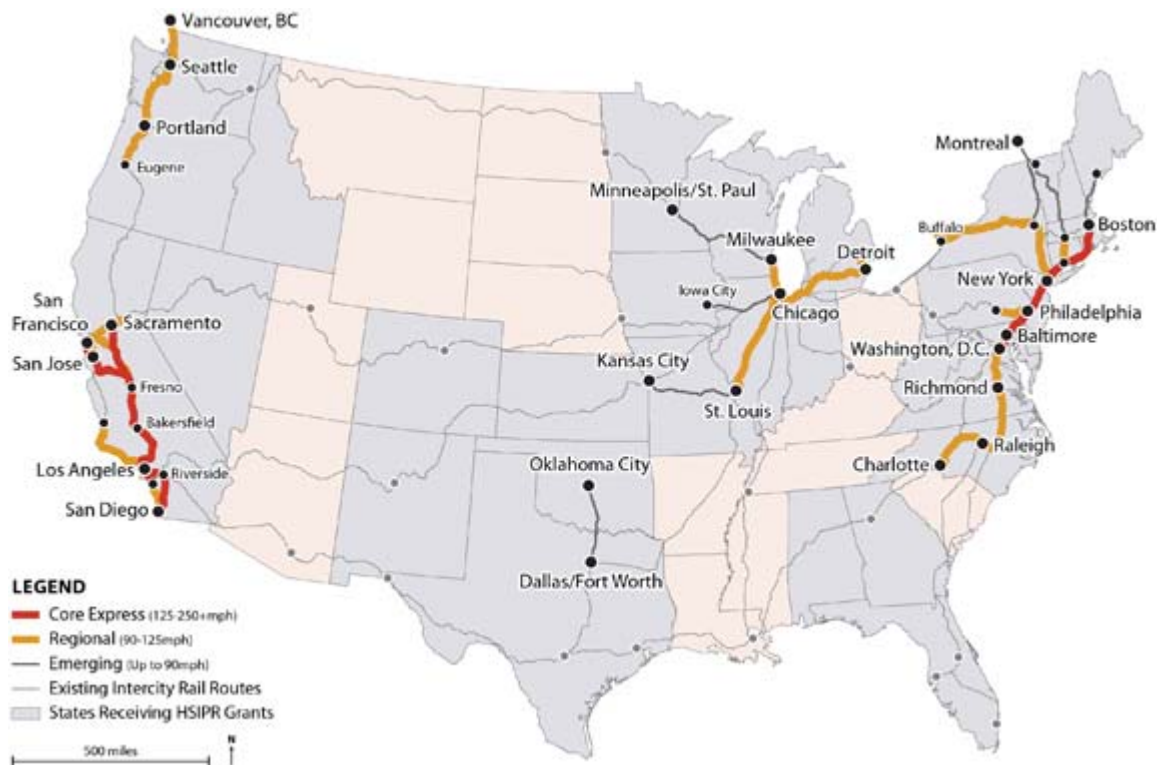 Vancouver, BC
Seattle
Portland
Eugene
Montreal
Minneapolis/St. Paul
Buffalo
Boston
Milwaukee
Detroit
New York
Iowa City
Chicago
San
Francisco
Sacramento
Philadelphia
Baltimore
Washington, D.C.
San Jose
Kansas City
Fresno
Richmond
St. Louis
Bakersfield
Raleigh
Los Angeles
Riverside
Oklahoma City
Charlotte
San Diego
Dallas/Fort Worth
LEGEND
Core Express (125-250+mph)
Regional (90-125mph)
Emerging (Up to 90mph)
Existing Intercity Rail Routes
States Receiving HSIPR Grants
500 miles
N